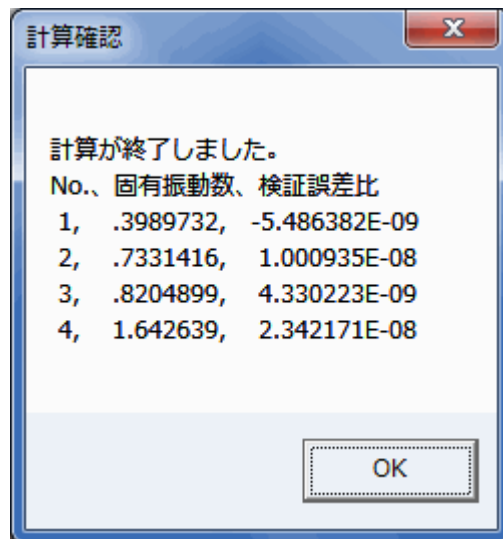 計算確認
計算が終了しました。
No.、固有振動数、検証誤差比
1, .3989732, -5.486382E-09
2, .7331416, 1.000935E-08
3, .8204899, 4.330223E-09
4, 1.642639, 2.342171E-08
OK